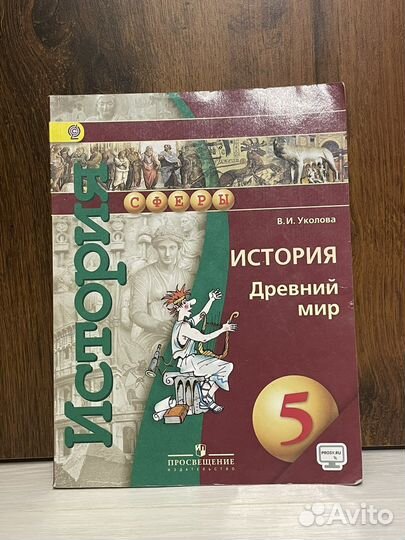 История
СФЕРЫ
В. И. Уколова
ИСТОРИЯ
Древний
мир
5
ПРОСВЕЩЕНИЕ
ИЗДАТЕЛЬСТВО
PROSV.RU
Avito